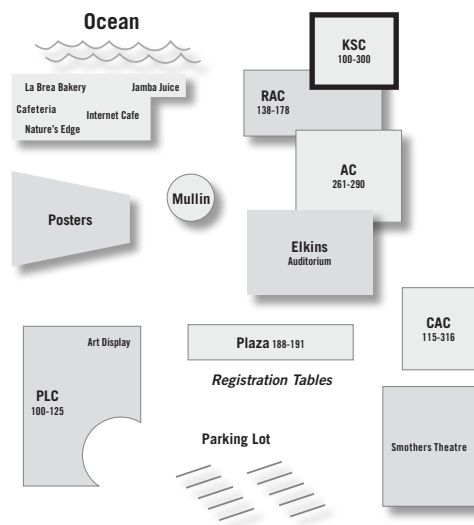 Ocean
KSC
100-300
La Brea Bakery
Jamba Juice
RAC
138-178
Cafeteria
Internet Cafe
Nature's Edge
AC
261-290
Mullin
Posters
Elkins
Auditorium
CAC
115-316
Art Display
Plaza 188-191
Registration Tables
PLC
100-125
Parking Lot
Smothers Theatre